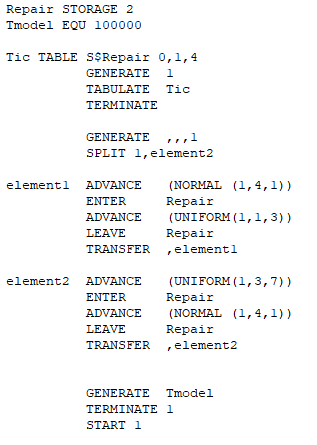 Repair STORAGE 2
Tmodel EQU 100000
Tic TABLE S$Repair 0,1,4
GENERATE 1
TABULATE Tic
TERMINATE
GENERATE ,,,1
SPLIT 1,element2
element1 ADVANCE (NORMAL (1,4,1))
ENTER Repair
ADVANCE (UNIFORM(1,1,3))
LEAVE Repair
TRANSFER ,element1
element2 ADVANCE (UNIFORM(1,3,7))
ENTER Repair
ADVANCE (NORMAL (1,4,1))
LEAVE Repair
TRANSFER ,element2
GENERATE Tmodel
TERMINATE 1
START 1